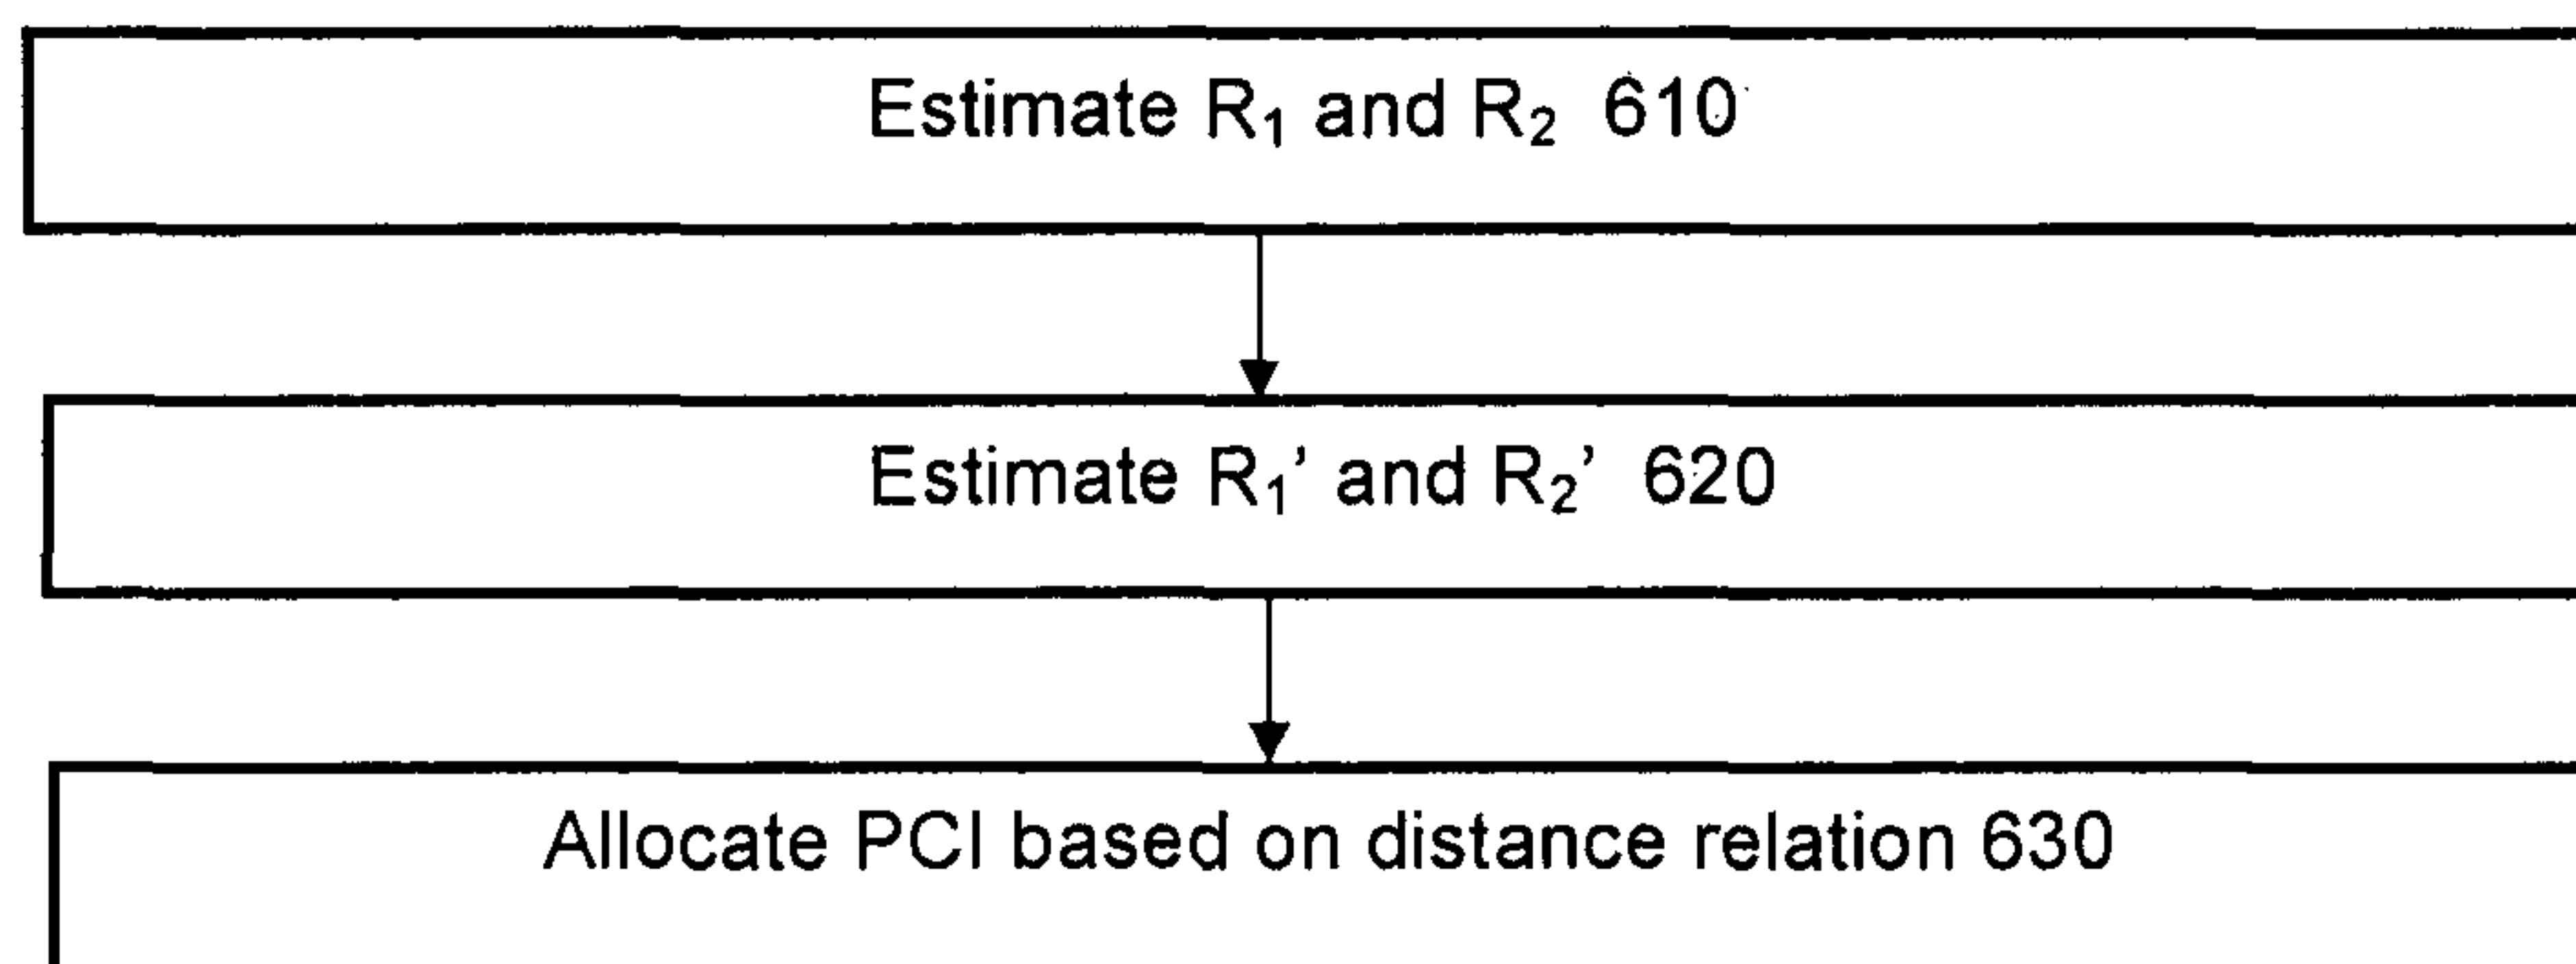 Estimate R₁ and R₂ 610
Estimate R₁’ and R₂’ 620
Allocate PCI based on distance relation 630